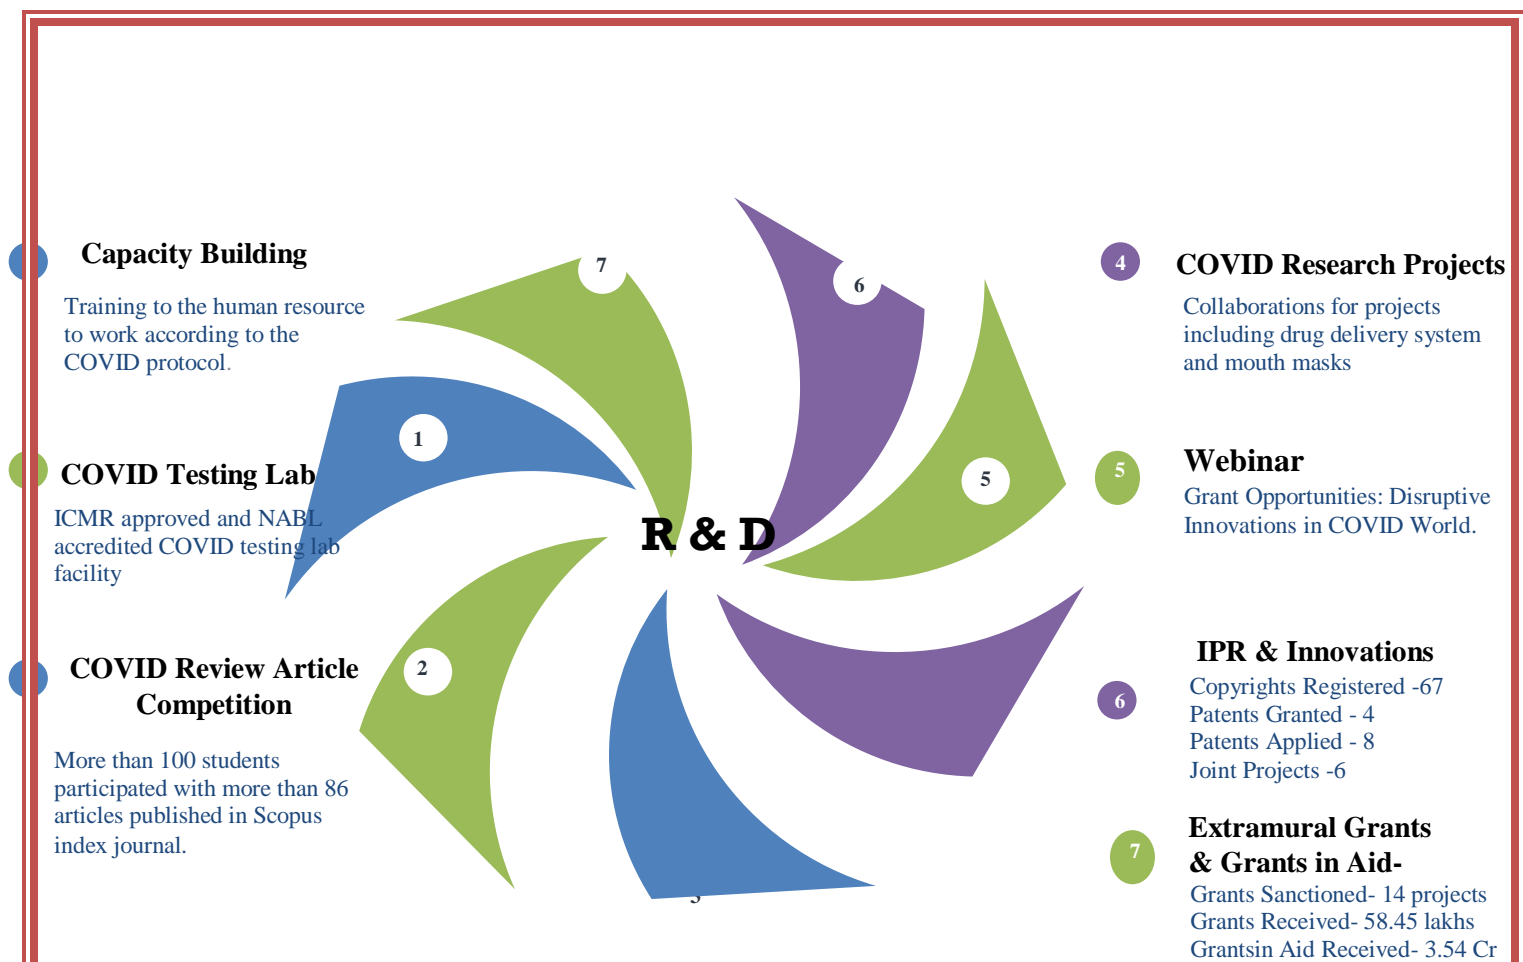 Capacity Building
Training to the human resource
to work according to the
COVID protocol.
COVID Testing Lab
ICMR approved and NABL
accredited COVID testing lab
facility
COVID Review Article
Competition
More than 100 students
participated with more than 86
articles published in Scopus
index journal.
7
6
1
5
R & D
2
4
COVID Research Projects
Collaborations for projects
including drug delivery system
and mouth masks
5
Webinar
Grant Opportunities: Disruptive
Innovations in COVID World.
6
IPR & Innovations
Copyrights Registered -67
Patents Granted - 4
Patents Applied - 8
Joint Projects -6
7
Extramural Grants
& Grants in Aid-
Grants Sanctioned- 14 projects
Grants Received- 58.45 lakhs
Grantsin Aid Received- 3.54 Cr